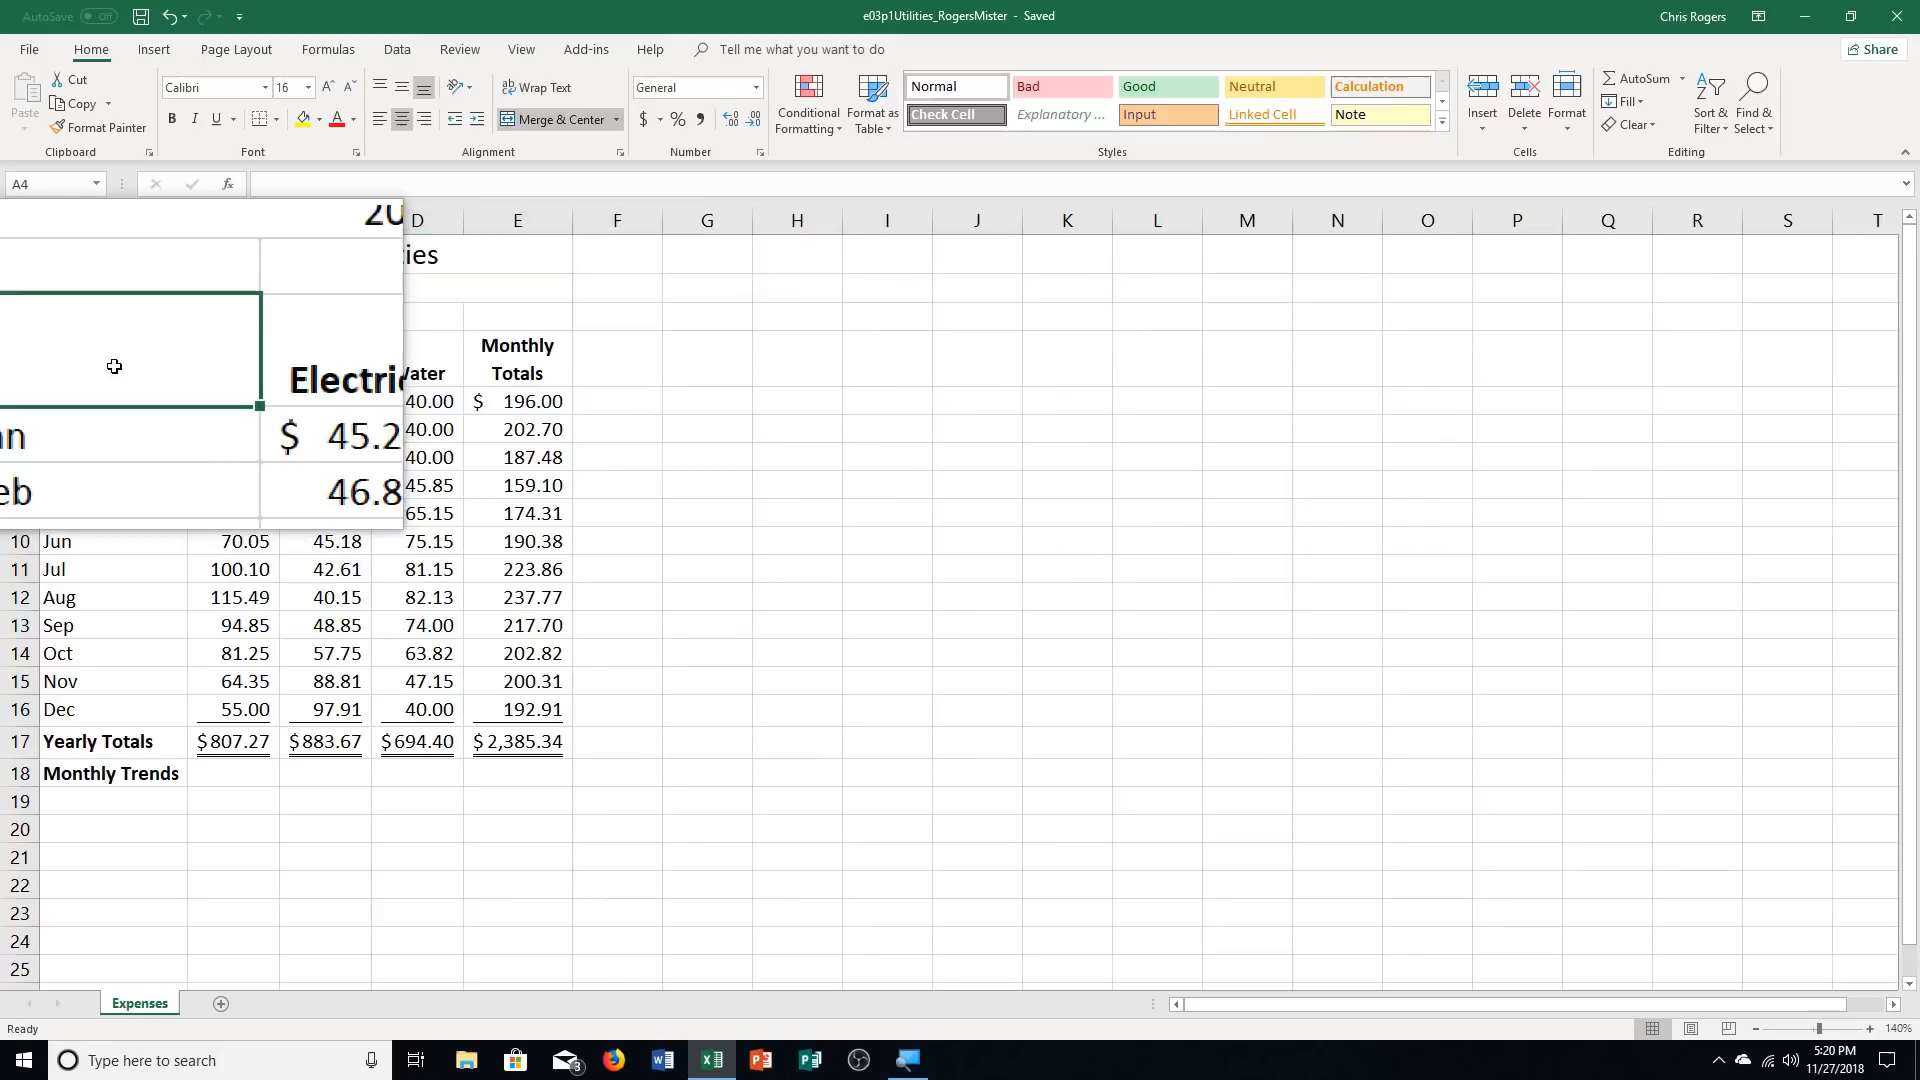 AutoSave Off
e03p1Utilities_RogersMister - Saved
Chris Rogers
File Home Insert Page Layout Formulas Data Review View Add-ins Help Tell me what you want to do Share
Paste
Cut
Copy
Format Painter
Clipboard
Calibri 16 A A
B I U A
Font
Wrap Text
Merge & Center
Alignment
General
$ % ,
Number
Conditional Formatting
Format as Table
Normal Bad Good Neutral Calculation
Check Cell Explanatory ... Input Linked Cell Note
Styles
Insert Delete Format
Cells
AutoSum
Fill
Clear
Sort & Filter
Find & Select
Editing
A4 fx
D E F G H I J K L M N O P Q R S T
20
ties
Electric
$ 45.2
46.8
Monthly
Totals
40.00 $ 196.00
40.00 202.70
40.00 187.48
45.85 159.10
65.15 174.31
10 Jun 70.05 45.18 75.15 190.38
11 Jul 100.10 42.61 81.15 223.86
12 Aug 115.49 40.15 82.13 237.77
13 Sep 94.85 48.85 74.00 217.70
14 Oct 81.25 57.75 63.82 202.82
15 Nov 64.35 88.81 47.15 200.31
16 Dec 55.00 97.91 40.00 192.91
17 Yearly Totals $807.27 $883.67 $694.40 $2,385.34
18 Monthly Trends
19
20
21
22
23
24
25
Expenses
Ready
140%
Type here to search
3
5:20 PM
11/27/2018